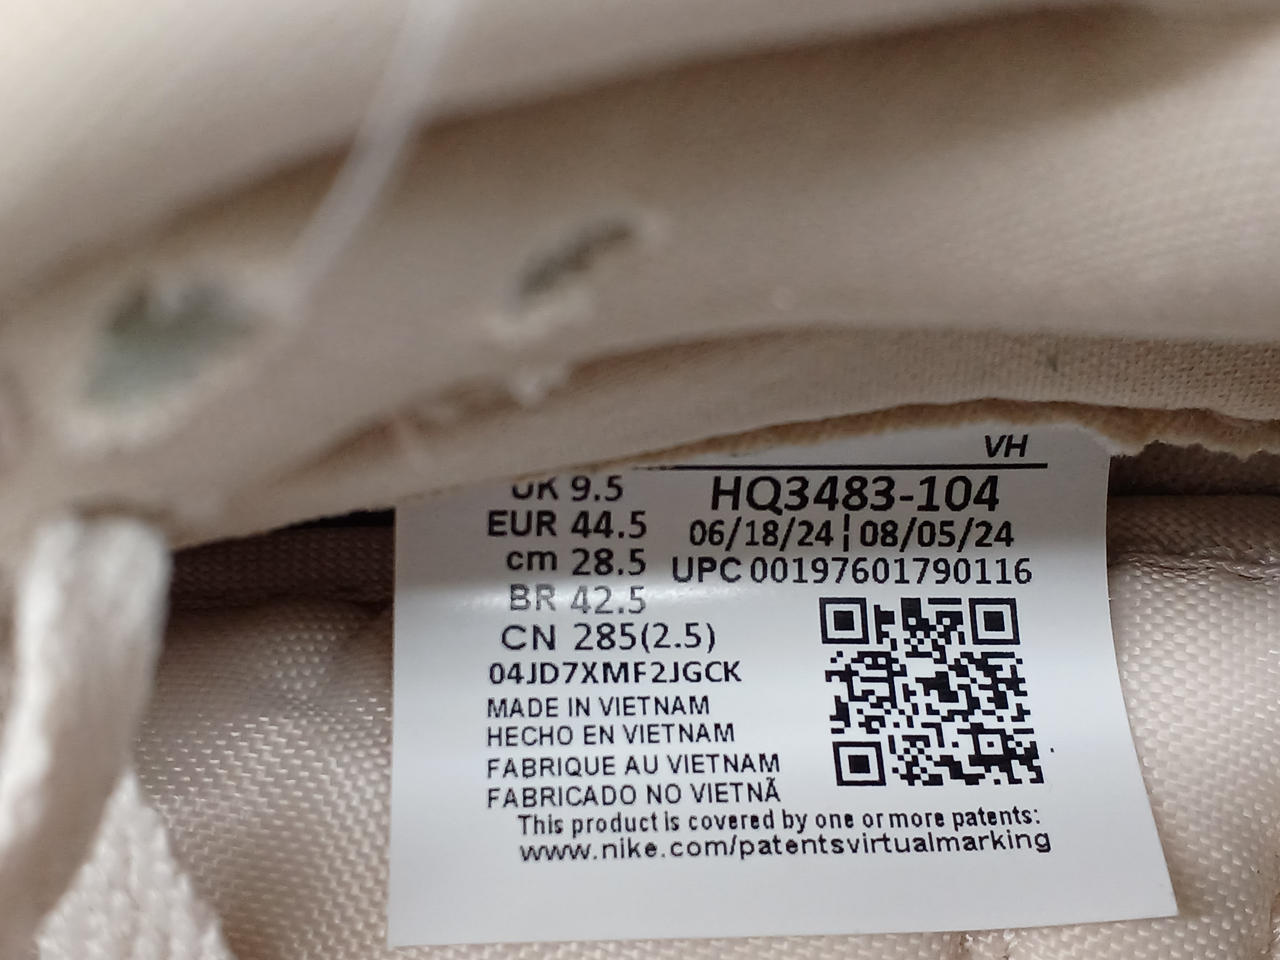 VH
UK 9.5
EUR 44.5
cm 28.5
BR 42.5
CN 285(2.5)
HQ3483-104
06/18/24 ¦ 08/05/24
UPC 00197601790116
04JD7XMF2JGCK
MADE IN VIETNAM
HECHO EN VIETNAM
FABRIQUE AU VIETNAM
FABRICADO NO VIETNÃ
This product is covered by one or more patents:
www.nike.com/patentsvirtualmarking